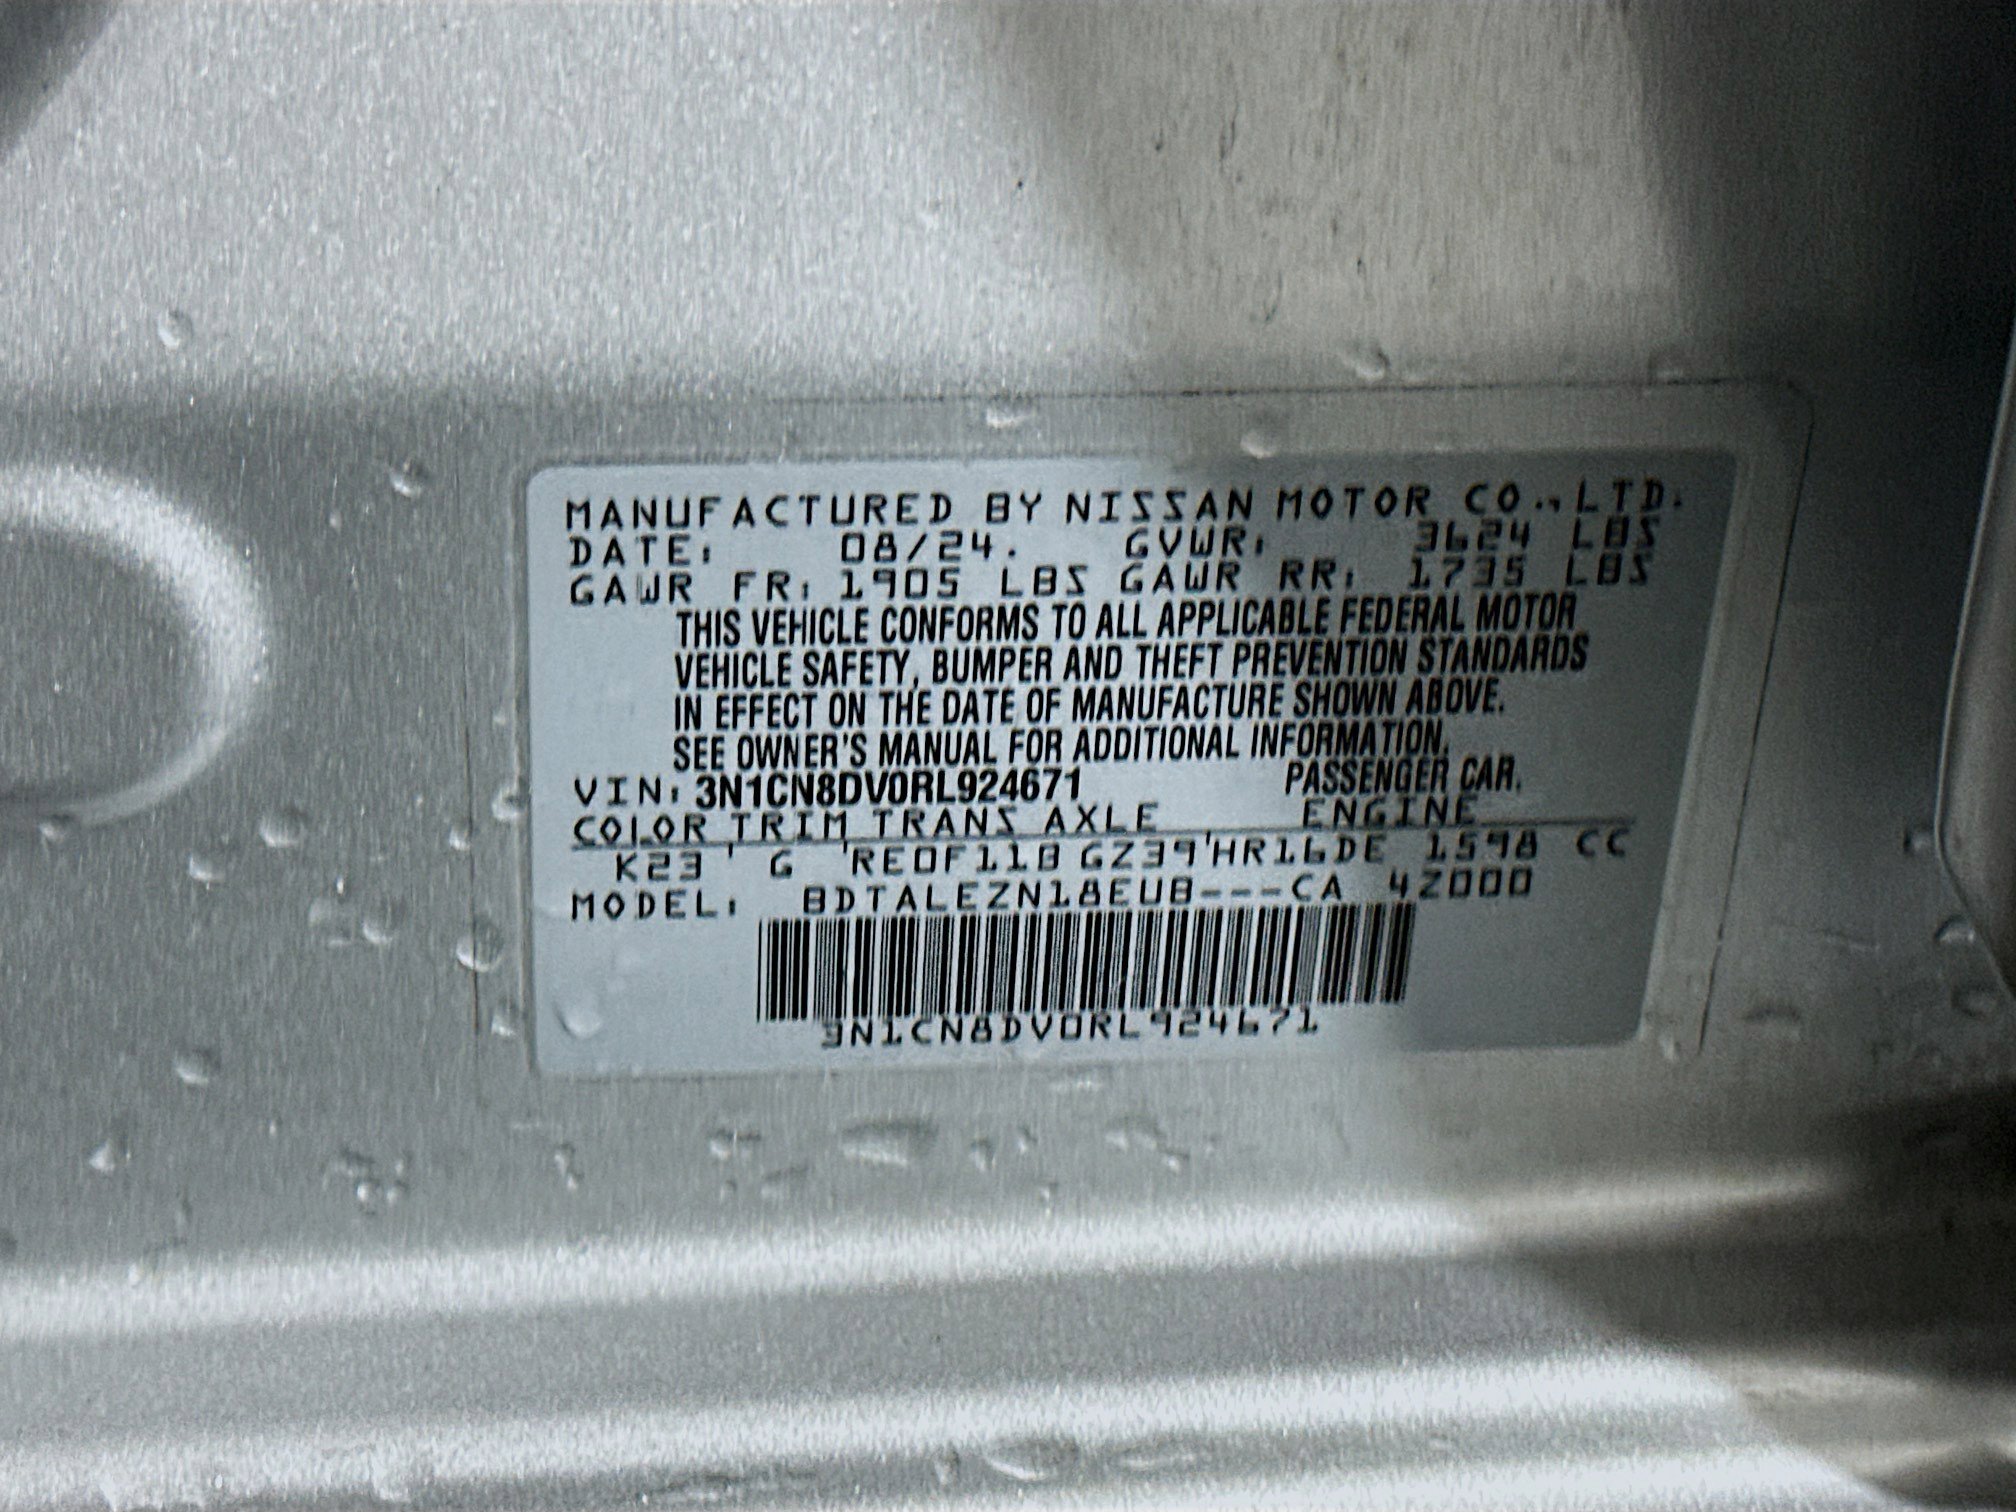 MANUFACTURED BY NISSAN MOTOR CO., LTD.
DATE: 08/24. GVWR: 3624 LBS
GAWR FR: 1905 LBS GAWR RR: 1735 LBS
THIS VEHICLE CONFORMS TO ALL APPLICABLE FEDERAL MOTOR
VEHICLE SAFETY, BUMPER AND THEFT PREVENTION STANDARDS
IN EFFECT ON THE DATE OF MANUFACTURE SHOWN ABOVE.
SEE OWNER'S MANUAL FOR ADDITIONAL INFORMATION.
VIN: 3N1CN8DV0RL924671 PASSENGER CAR.
COLOR TRIM TRANS AXLE ENGINE
K23 ' G 'RE0F11B GZ39'HR16DE 1598 CC
MODEL: BDTALEZN18EUB---CA 4Z000
3N1CN8DV0RL924671